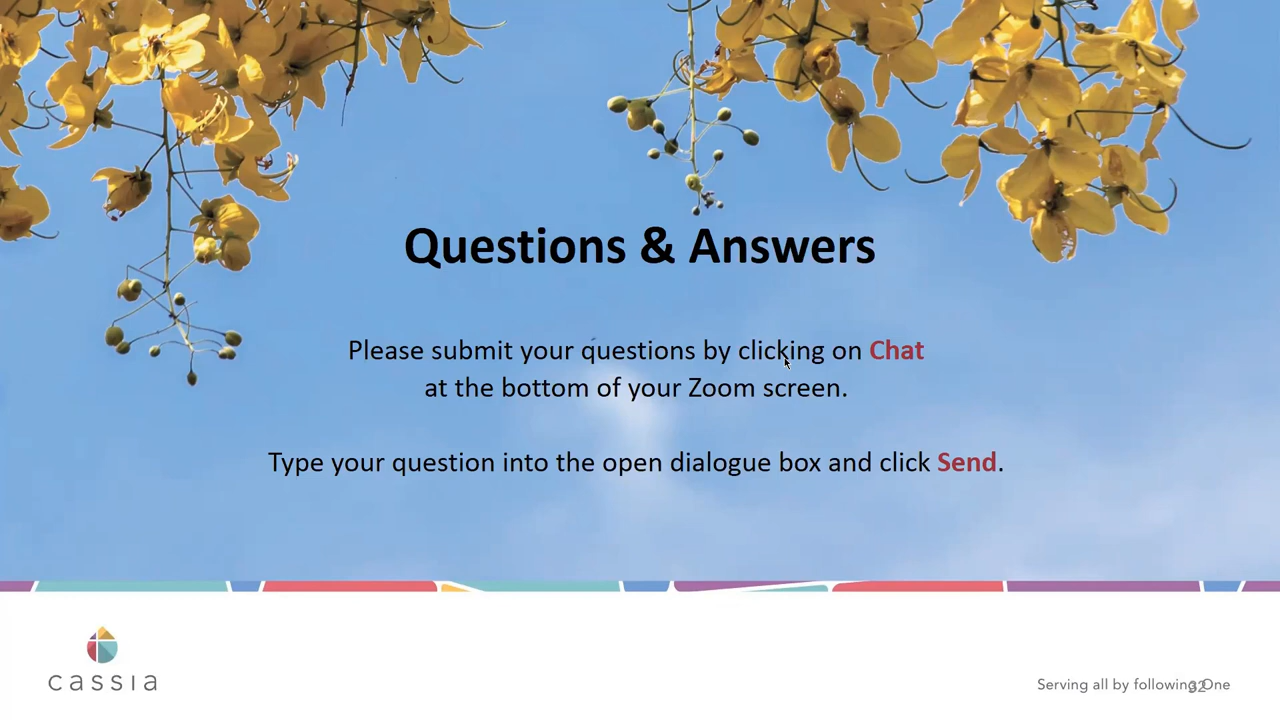 Questions & Answers
Please submit your questions by clicking on Chat
at the bottom of your Zoom screen.
Type your question into the open dialogue box and click Send.
cassia
Serving all by following One
32